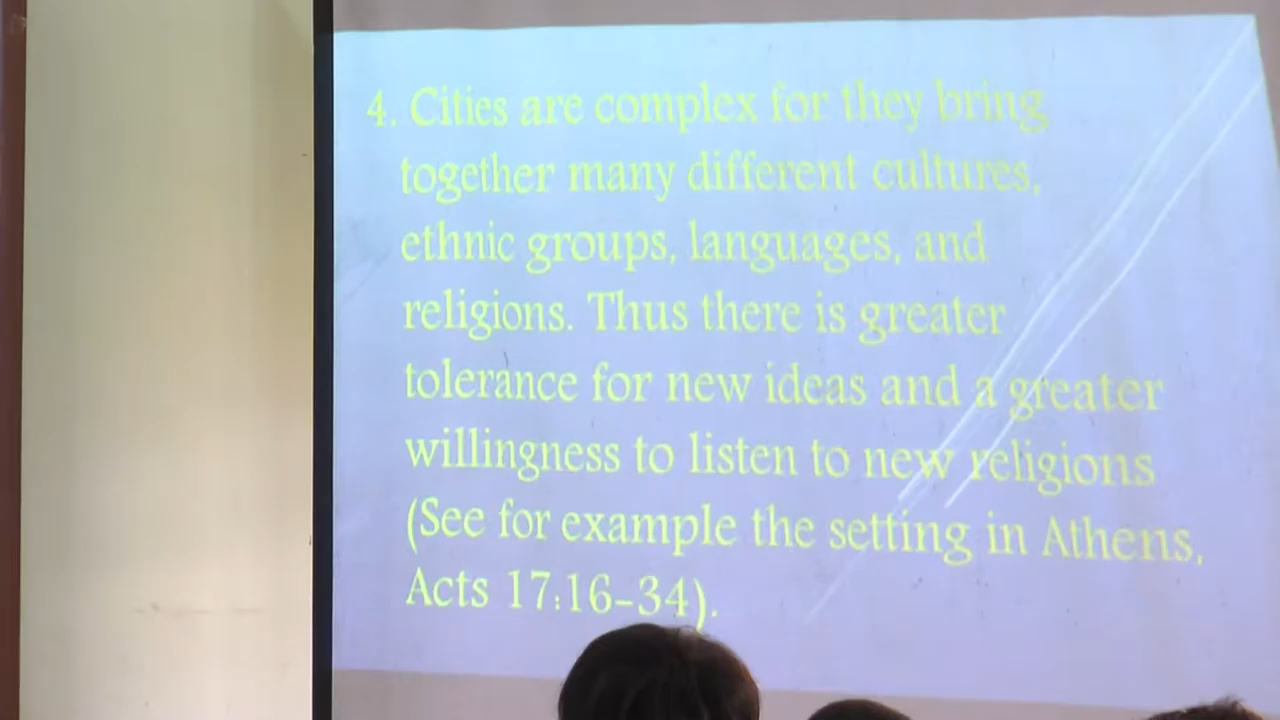 4. Cities are complex for they bring
together many different cultures,
ethnic groups, languages, and
religions. Thus there is greater
tolerance for new ideas and a greater
willingness to listen to new religions
(See for example the setting in Athens,
Acts 17:16-34).